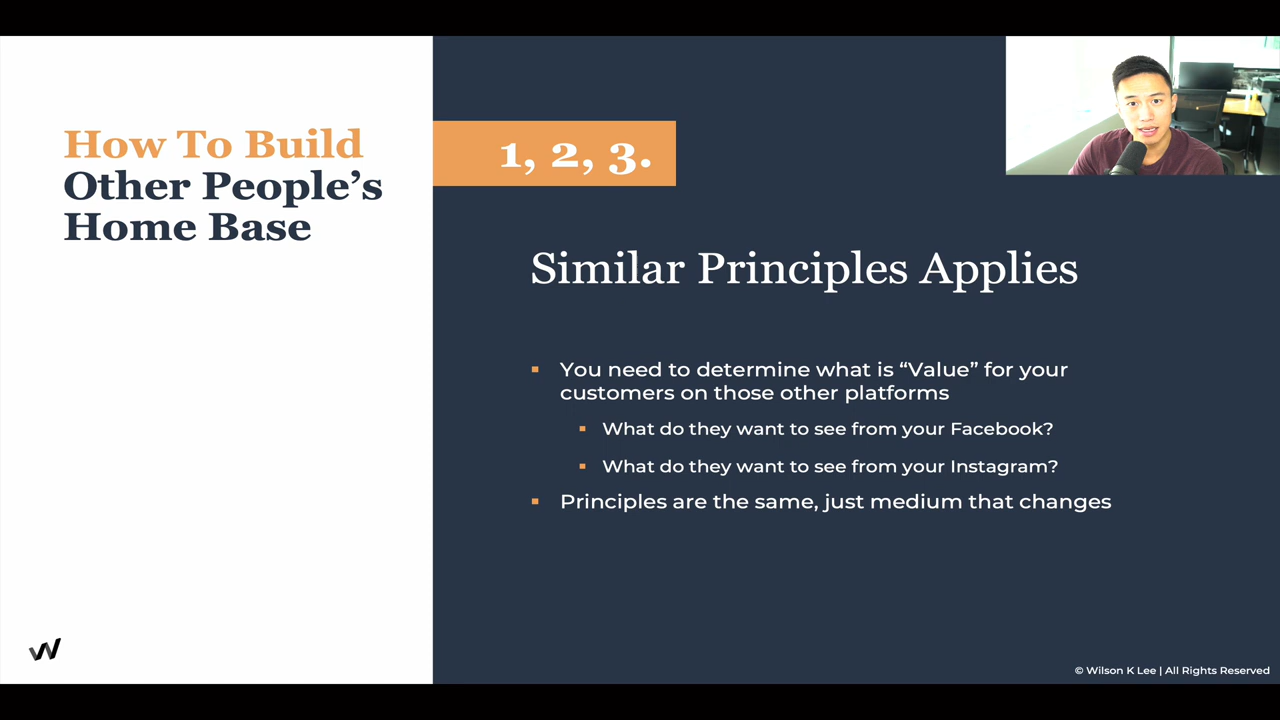 How To Build
Other People’s
Home Base
1, 2, 3.
Similar Principles Applies
You need to determine what is “Value” for your
customers on those other platforms
What do they want to see from your Facebook?
What do they want to see from your Instagram?
Principles are the same, just medium that changes
© Wilson K Lee | All Rights Reserved